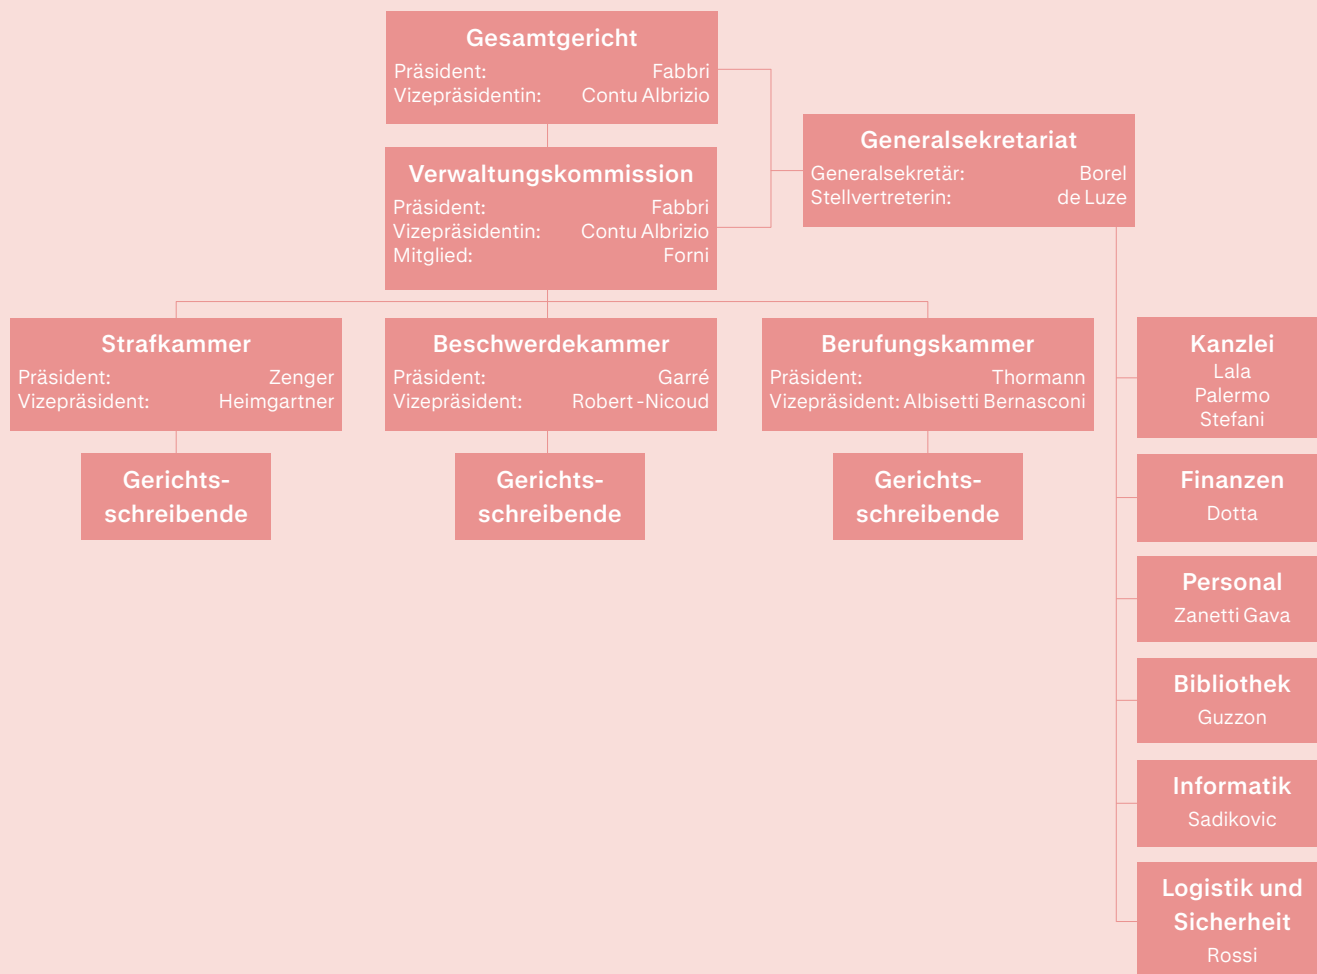 Gesamtgericht
Präsident: Fabbri
Vizepräsidentin: Contu Albrizio
Generalsekretariat
Generalsekretär: Borel
Stellvertreterin: de Luze
Verwaltungskommission
Präsident: Fabbri
Vizepräsidentin: Contu Albrizio
Mitglied: Forni
Strafkammer
Präsident: Zenger
Vizepräsident: Heimgartner
Gerichts-
schreibende
Beschwerdekammer
Präsident: Garré
Vizepräsident: Robert-Nicoud
Gerichts-
schreibende
Berufungskammer
Präsident: Thormann
Vizepräsident: Albisetti Bernasconi
Gerichts-
schreibende
Kanzlei
Lala
Palermo
Stefani
Finanzen
Dotta
Personal
Zanetti Gava
Bibliothek
Guzzon
Informatik
Sadikovic
Logistik und
Sicherheit
Rossi